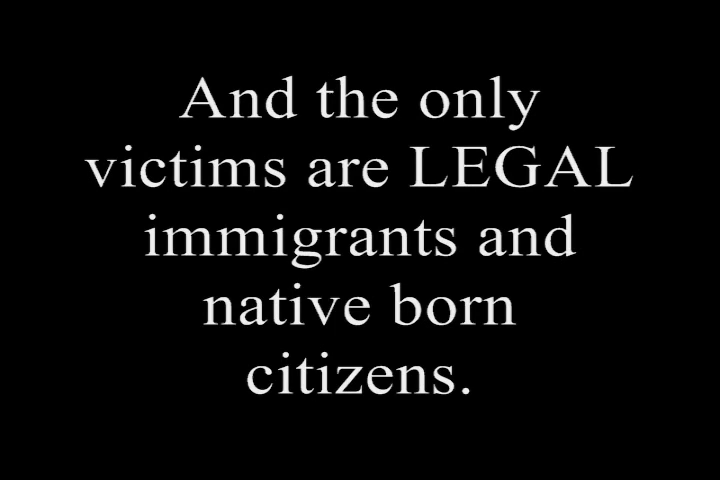 And the only
victims are LEGAL
immigrants and
native born
citizens.